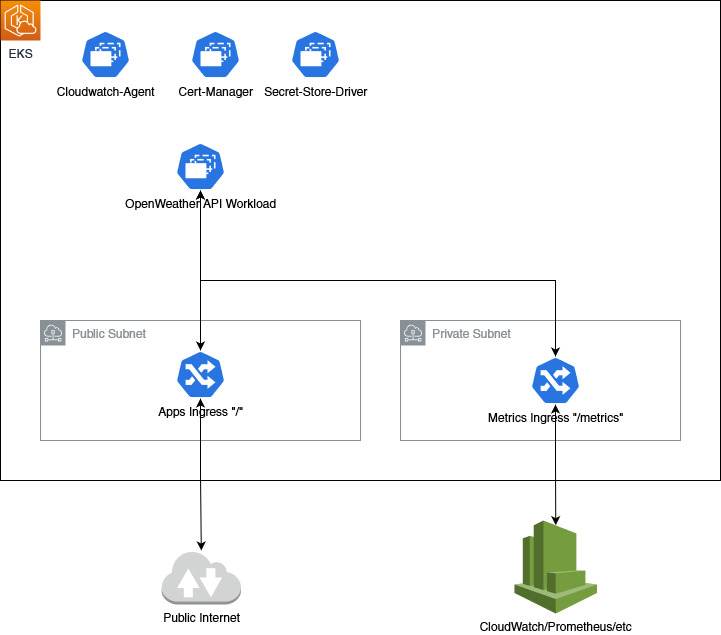 EKS
Cloudwatch-Agent
Cert-Manager
Secret-Store-Driver
OpenWeather API Workload
Public Subnet
Private Subnet
Apps Ingress "/"
Metrics Ingress "/metrics"
Public Internet
CloudWatch/Prometheus/etc